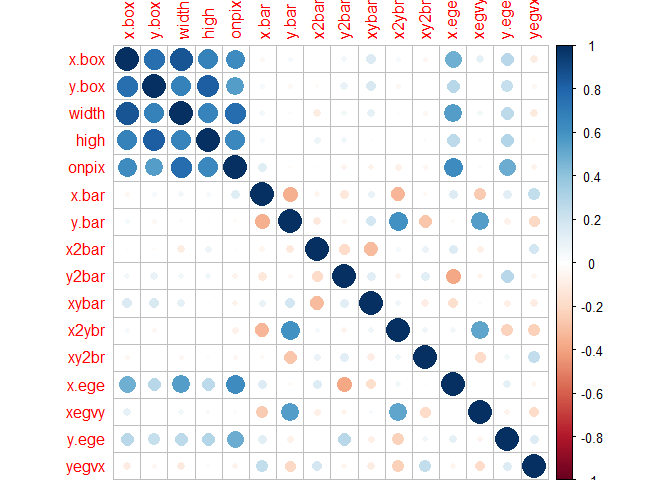 x.box y.box width high onpix x.bar y.bar x2bar y2bar xybar x2ybr xy2br x.ege xegvy y.ege yegvx
x.box
y.box
width
high
onpix
x.bar
y.bar
x2bar
y2bar
xybar
x2ybr
xy2br
x.ege
xegvy
y.ege
yegvx
1
0.8
0.6
0.4
0.2
0
-0.2
-0.4
-0.6
-0.8
-1